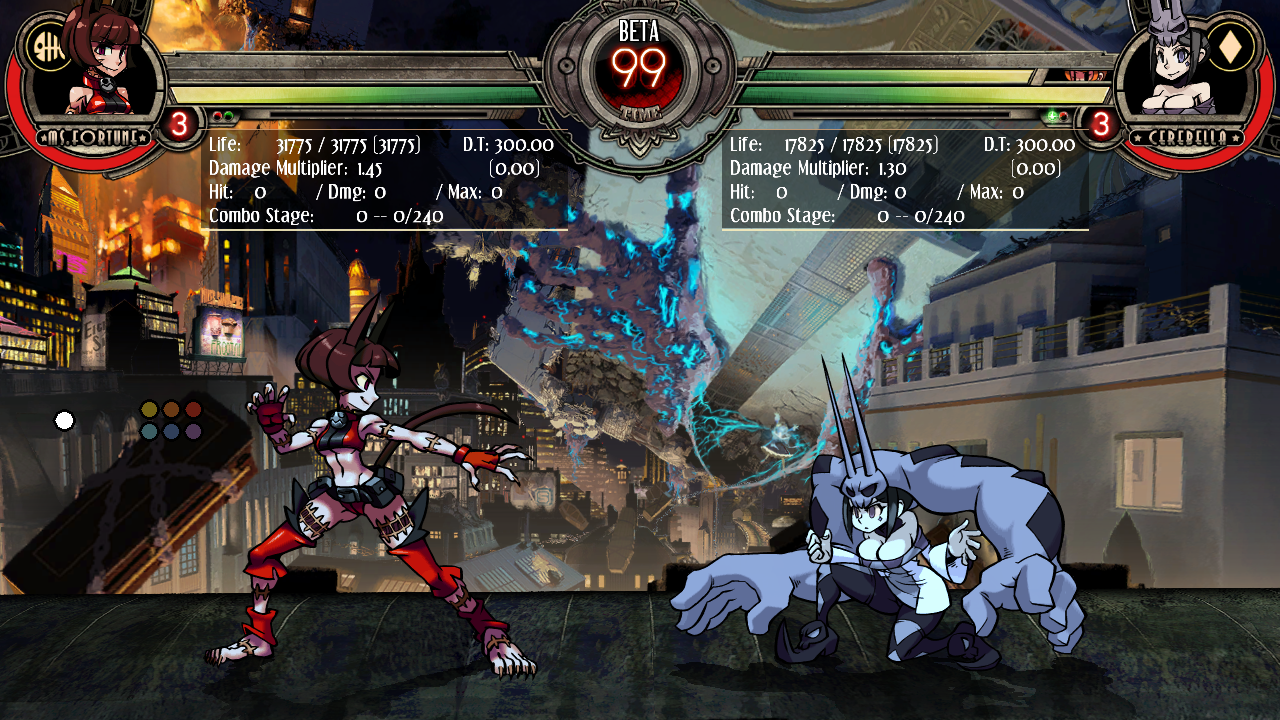 BETA
99
TIME
MS.FORTUNE
3
3
CEREBELLA
Life: 31775 / 31775 (31775) D.T: 300.00
Damage Multiplier: 1.45 (0.00)
Hit: 0 / Dmg: 0 / Max: 0
Combo Stage: 0 -- 0/240
Life: 17825 / 17825 (17825) D.T: 300.00
Damage Multiplier: 1.30 (0.00)
Hit: 0 / Dmg: 0 / Max: 0
Combo Stage: 0 -- 0/240